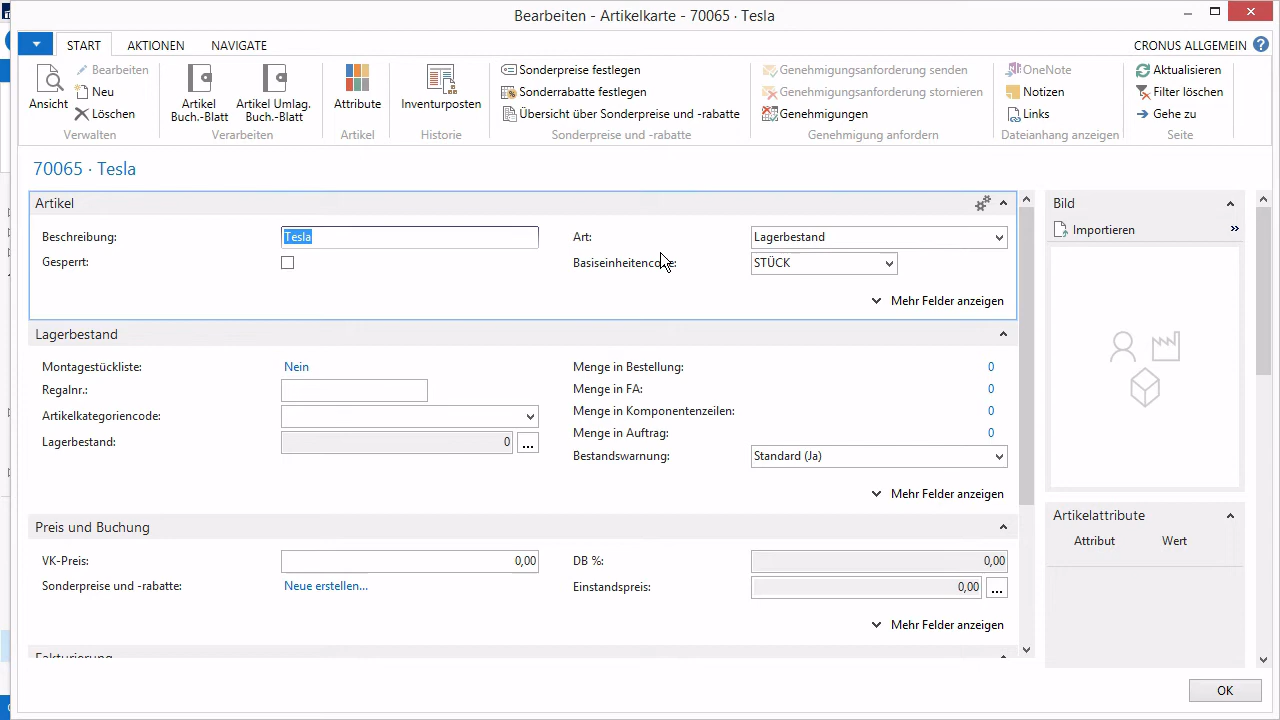 Bearbeiten - Artikelkarte - 70065 · Tesla
START AKTIONEN NAVIGATE CRONUS ALLGEMEIN ?
Ansicht
Bearbeiten
Neu
Löschen
Verwalten
Artikel Buch.-Blatt
Artikel Umlag. Buch.-Blatt
Verarbeiten
Attribute
Artikel
Inventurposten
Historie
Sonderpreise festlegen
Sonderrabatte festlegen
Übersicht über Sonderpreise und -rabatte
Sonderpreise und -rabatte
Genehmigungsanforderung senden
Genehmigungsanforderung stornieren
Genehmigungen
Genehmigung anfordern
OneNote
Notizen
Links
Dateianhang anzeigen
Aktualisieren
Filter löschen
Gehe zu
Seite
70065 · Tesla
Artikel
Beschreibung: Tesla
Gesperrt:
Art: Lagerbestand
Basiseinheitencode: STÜCK
Mehr Felder anzeigen
Lagerbestand
Montagestückliste: Nein
Regalnr.:
Artikelkategoriencode:
Lagerbestand: 0 ...
Menge in Bestellung: 0
Menge in FA: 0
Menge in Komponentenzeilen: 0
Menge in Auftrag: 0
Bestandswarnung: Standard (Ja)
Mehr Felder anzeigen
Preis und Buchung
VK-Preis: 0,00
Sonderpreise und -rabatte: Neue erstellen...
DB %: 0,00
Einstandspreis: 0,00 ...
Mehr Felder anzeigen
Fakturierung
Bild
Importieren »
Artikelattribute
Attribut Wert
OK